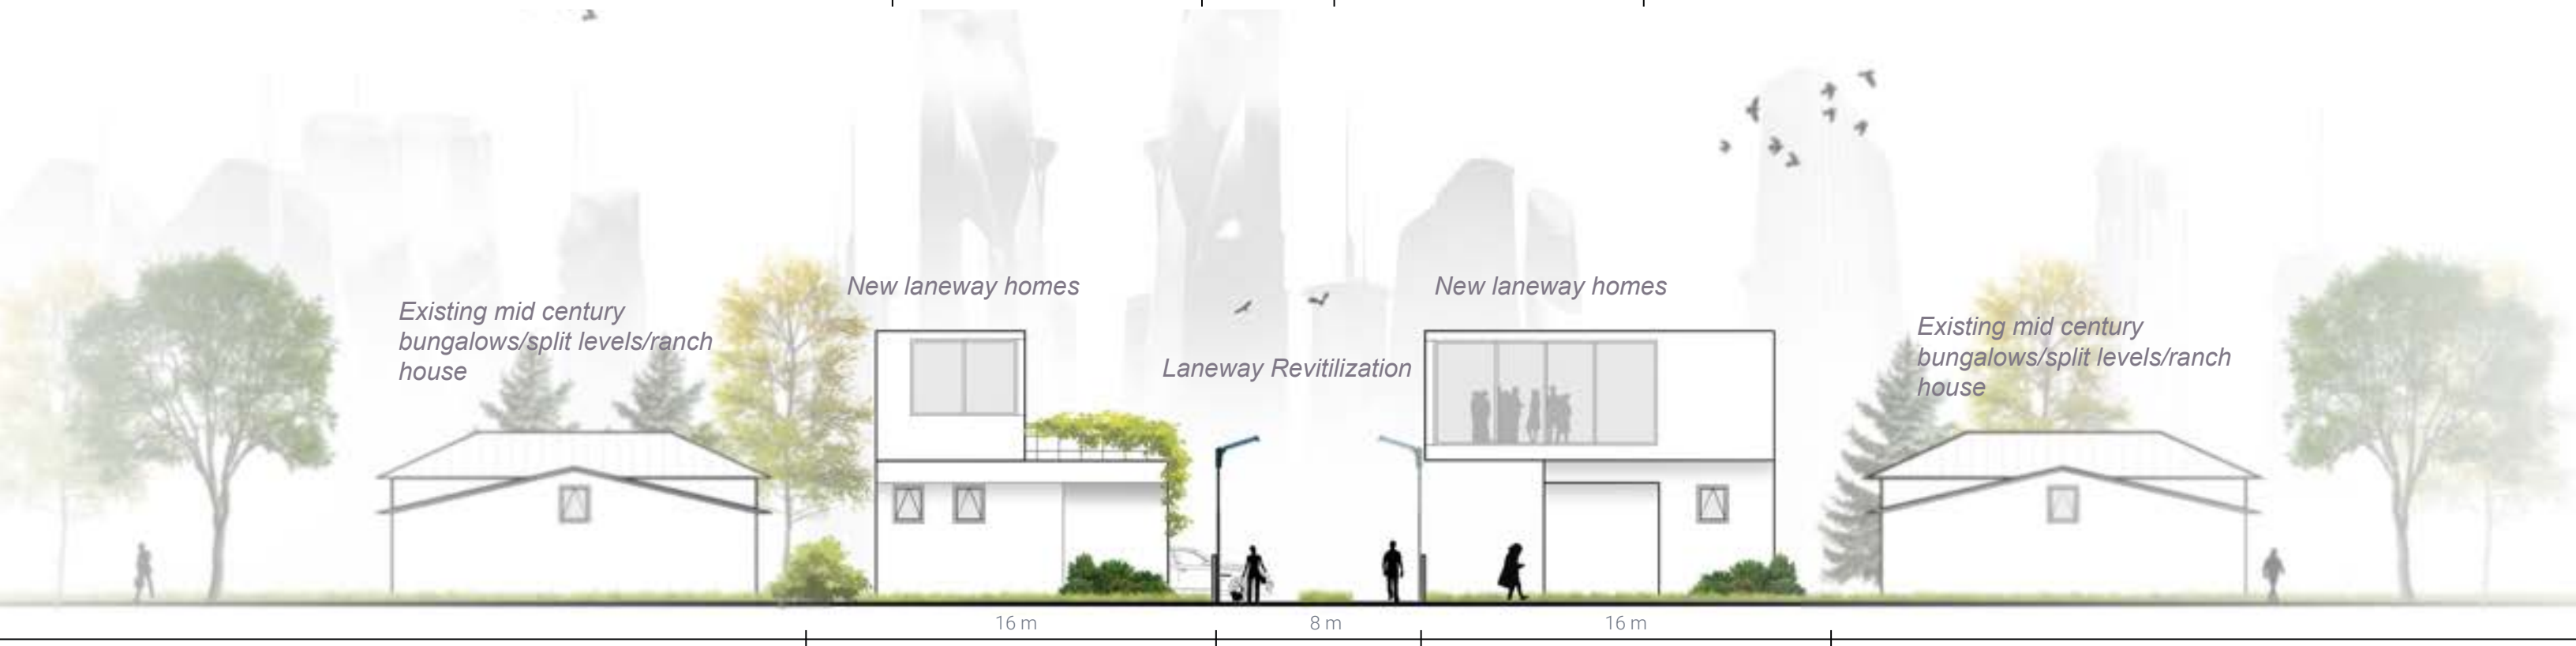 New laneway homes
New laneway homes
Existing mid century
bungalows/split levels/ranch
house
Existing mid century
bungalows/split levels/ranch
house
Laneway Revitilization
16 m
8 m
16 m